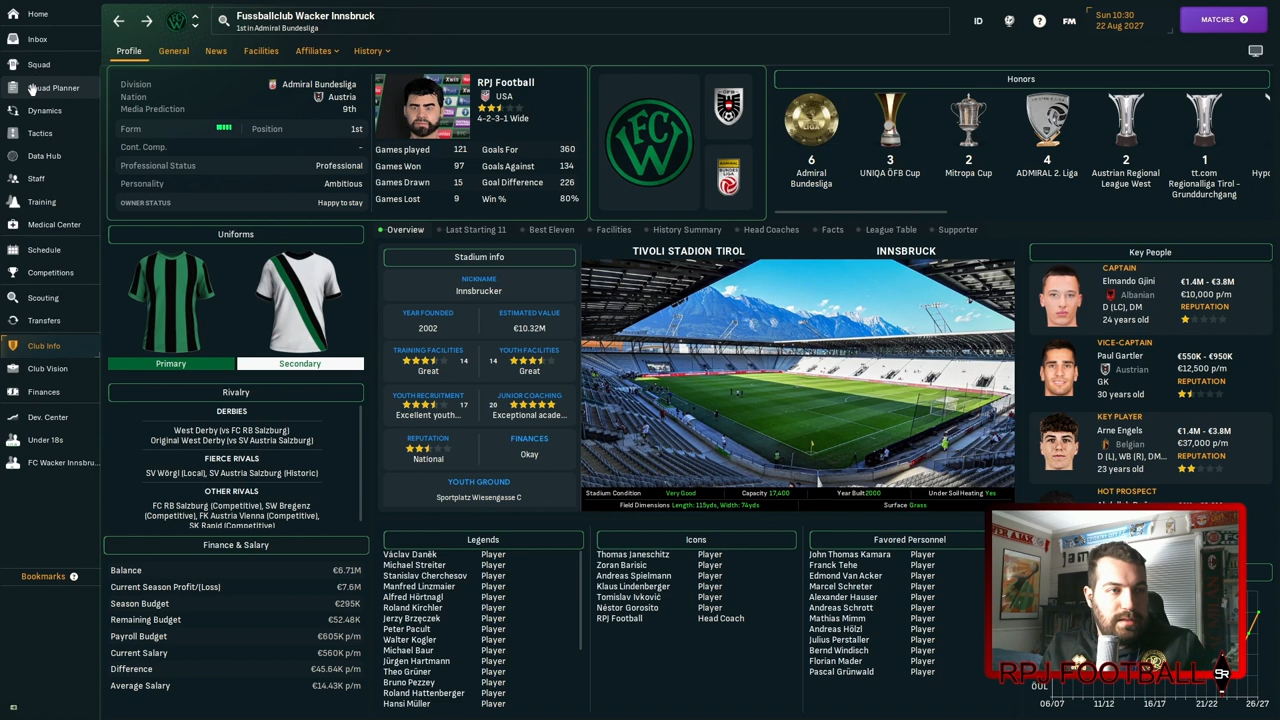 Home
Inbox
Squad
Squad Planner
Dynamics
Tactics
Data Hub
Staff
Training
Medical Center
Schedule
Competitions
Scouting
Transfers
Club Info
Club Vision
Finances
Dev. Center
Under 18s
FC Wacker Innsbru...
Bookmarks ?
Fussballclub Wacker Innsbruck
1st in Admiral Bundesliga
ID
?
FM
Sun 10:30
22 Aug 2027
MATCHES
Profile
General
News
Facilities
Affiliates
History
Division Admiral Bundesliga
Nation Austria
Media Prediction 9th
Form Position 1st
Cont. Comp. -
Professional Status Professional
Personality Ambitious
OWNER STATUS Happy to stay
RPJ Football
USA
4-2-3-1 Wide
Games played 121 Goals For 360
Games Won 97 Goals Against 134
Games Drawn 15 Goal Difference 226
Games Lost 9 Win % 80%
FCW
Honors
6 Admiral Bundesliga
3 UNIQA ÖFB Cup
2 Mitropa Cup
4 ADMIRAL 2. Liga
2 Austrian Regional League West
1 tt.com Regionalliga Tirol - Grunddurchgang
Uniforms
Primary
Secondary
Rivalry
DERBIES
West Derby (vs FC RB Salzburg)
Original West Derby (vs SV Austria Salzburg)
FIERCE RIVALS
SV Wörgl (Local), SV Austria Salzburg (Historic)
OTHER RIVALS
FC RB Salzburg (Competitive), SW Bregenz
(Competitive), FK Austria Vienna (Competitive),
SK Rapid (Competitive)
Finance & Salary
Balance €6.71M
Current Season Profit/(Loss) €7.6M
Season Budget €295K
Remaining Budget €52.48K
Payroll Budget €605K p/m
Current Salary €560K p/m
Difference €45.64K p/m
Average Salary €14.43K p/m
Overview
Last Starting 11
Best Eleven
Facilities
History Summary
Head Coaches
Facts
League Table
Supporter
Stadium info
NICKNAME
Innsbrucker
YEAR FOUNDED ESTIMATED VALUE
2002 €10.32M
TRAINING FACILITIES YOUTH FACILITIES
14 14
Great Great
YOUTH RECRUITMENT JUNIOR COACHING
17 20
Excellent youth... Exceptional acade...
REPUTATION FINANCES
National Okay
YOUTH GROUND
Sportplatz Wiesengasse C
TIVOLI STADION TIROL INNSBRUCK
Stadium Condition Very Good Capacity 17,400 Year Built 2000 Under Soil Heating Yes
Field Dimensions Length: 115yds, Width: 74yds Surface Grass
Key People
CAPTAIN
Elmando Gjini €1.4M - €3.8M
Albanian €10,000 p/m
D (LC), DM REPUTATION
24 years old
VICE-CAPTAIN
Paul Gartler €550K - €950K
Austrian €12,500 p/m
GK REPUTATION
30 years old
KEY PLAYER
Arne Engels €1.4M - €3.8M
Belgian €37,000 p/m
D (L), WB (R), DM... REPUTATION
23 years old
HOT PROSPECT
Legends
Václav Daněk Player
Michael Streiter Player
Stanislav Cherchesov Player
Manfred Linzmaier Player
Alfred Hörtnagl Player
Roland Kirchler Player
Jerzy Brzęczek Player
Peter Pacult Player
Walter Kogler Player
Michael Baur Player
Jürgen Hartmann Player
Theo Grüner Player
Bruno Pezzey Player
Roland Hattenberger Player
Hansi Müller Player
Icons
Thomas Janeschitz Player
Zoran Barisic Player
Andreas Spielmann Player
Klaus Lindenberger Player
Tomislav Ivković Player
Néstor Gorosito Player
RPJ Football Head Coach
Favored Personnel
John Thomas Kamara Player
Franck Tehe Player
Edmond Van Acker Player
Marcel Schreter Player
Alexander Hauser Player
Andreas Schrott Player
Mathias Mimm Player
Andreas Hölzl Player
Julius Perstaller Player
Bernd Windisch Player
Florian Mader Player
Pascal Grünwald Player
RPJ FOOTBALL
SR
ÖUL
06/07 11/12 16/17 21/22 26/27